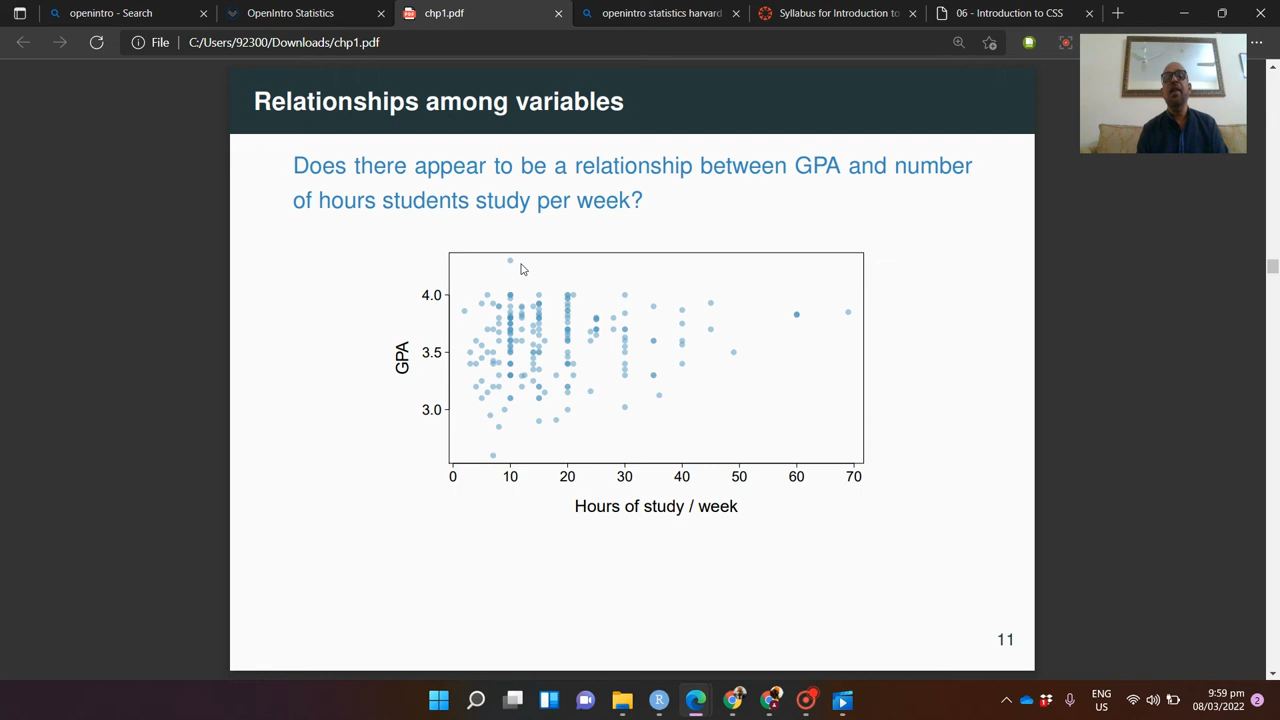 openintro - Search
OpenIntro Statistics
chp1.pdf
openintro statistics harvard
Syllabus for Introduction to
06 - Introduction to CSS
File
C:/Users/92300/Downloads/chp1.pdf
Relationships among variables
Does there appear to be a relationship between GPA and number
of hours students study per week?
4.0
3.5
3.0
GPA
0 10 20 30 40 50 60 70
Hours of study / week
11
ENG
US
9:59 pm
08/03/2022
2